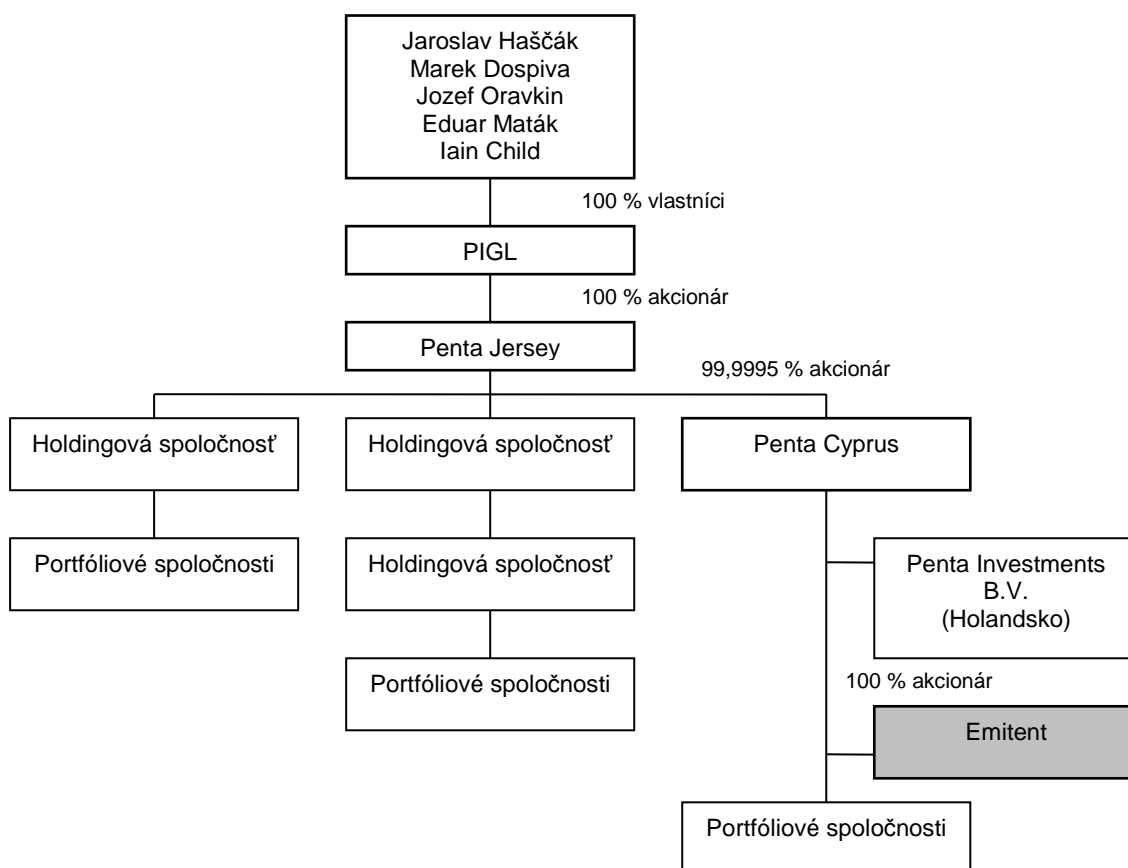 Jaroslav Haščák
Marek Dospiva
Jozef Oravkin
Eduar Maták
Iain Child
100 % vlastníci
PIGL
100 % akcionár
Penta Jersey
99,9995 % akcionár
Holdingová spoločnosť
Holdingová spoločnosť
Penta Cyprus
Portfóliové spoločnosti
Holdingová spoločnosť
Penta Investments
B.V.
(Holandsko)
Portfóliové spoločnosti
100 % akcionár
Emitent
Portfóliové spoločnosti